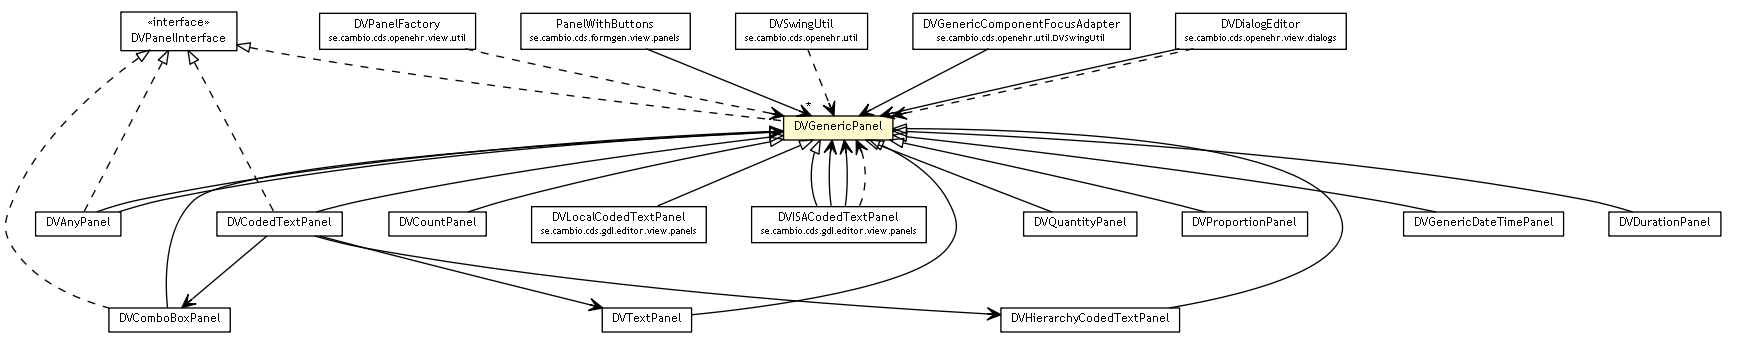 «interface»
DVPanelInterface
DVPanelFactory
se.cambio.cds.openehr.view.util
PanelWithButtons
se.cambio.cds.formgen.view.panels
DVSwingUtil
se.cambio.cds.openehr.util
DVGenericComponentFocusAdapter
se.cambio.cds.openehr.util.DVSwingUtil
DVDialogEditor
se.cambio.cds.openehr.view.dialogs
*
DVGenericPanel
DVAnyPanel
DVCodedTextPanel
DVCountPanel
DVLocalCodedTextPanel
se.cambio.cds.gdl.editor.view.panels
DVISACodedTextPanel
se.cambio.cds.gdl.editor.view.panels
DVQuantityPanel
DVProportionPanel
DVGenericDateTimePanel
DVDurationPanel
DVComboBoxPanel
DVTextPanel
DVHierarchyCodedTextPanel